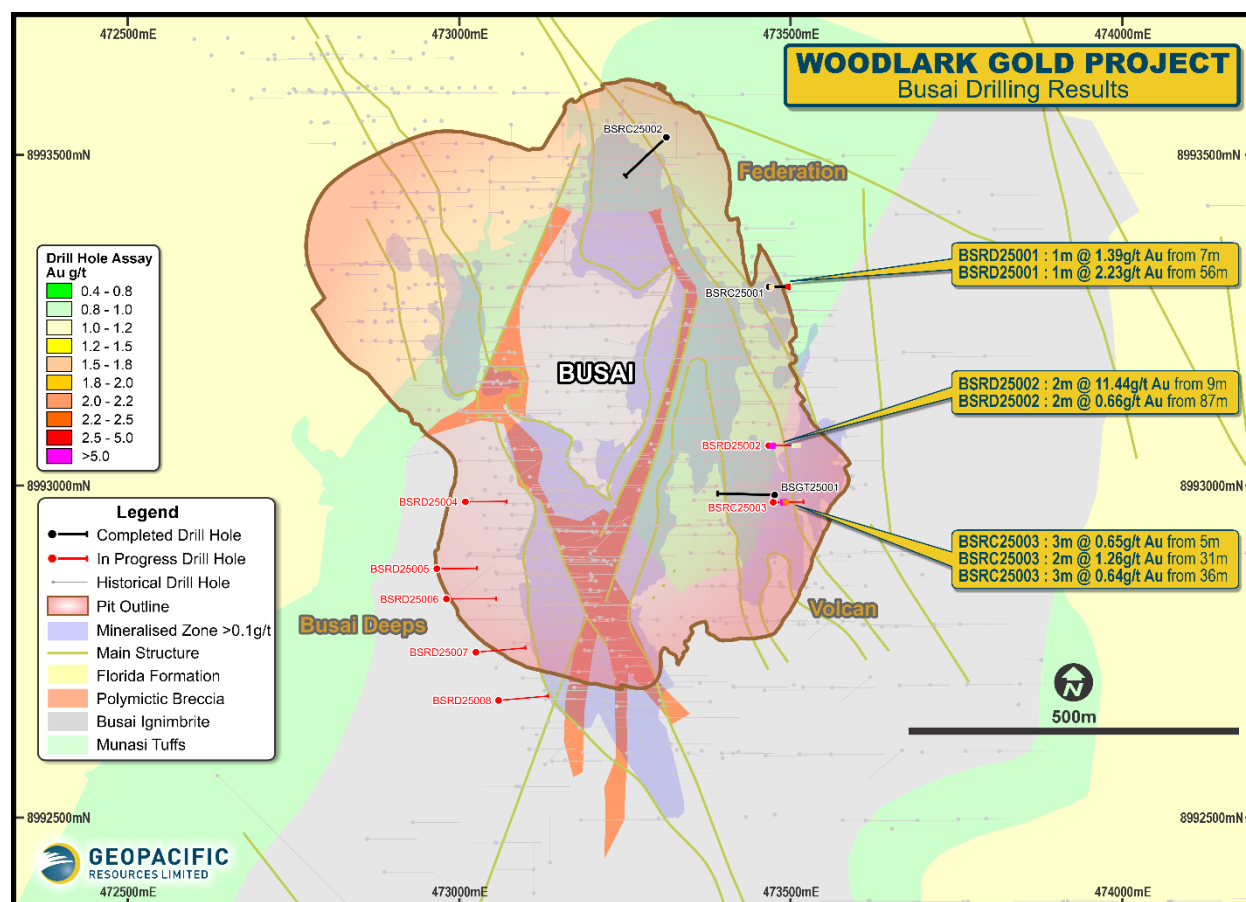 472500mE
473000mE
473500mE
474000mE
WOODLARK GOLD PROJECT
Busai Drilling Results
BSRC25002
8993500mN
8993500mN
Federation
Drill Hole Assay
Au g/t
0.4 - 0.8
0.8 - 1.0
1.0 - 1.2
1.2 - 1.5
1.5 - 1.8
1.8 - 2.0
2.0 - 2.2
2.2 - 2.5
2.5 - 5.0
>5.0
BSRD25001 : 1m @ 1.39g/t Au from 7m
BSRD25001 : 1m @ 2.23g/t Au from 56m
BSRC25001
BUSAI
BSRD25002 : 2m @ 11.44g/t Au from 9m
BSRD25002 : 2m @ 0.66g/t Au from 87m
BSRD25002
8993000mN
8993000mN
BSGT25001
BSRD25004
BSRC25003
Legend
Completed Drill Hole
In Progress Drill Hole
Historical Drill Hole
Pit Outline
Mineralised Zone >0.1g/t
Main Structure
Florida Formation
Polymictic Breccia
Busai Ignimbrite
Munasi Tuffs
BSRC25003 : 3m @ 0.65g/t Au from 5m
BSRC25003 : 2m @ 1.26g/t Au from 31m
BSRC25003 : 3m @ 0.64g/t Au from 36m
BSRD25005
BSRD25006
Volcan
Busai Deeps
BSRD25007
BSRD25008
N
500m
8992500mN
8992500mN
GEOPACIFIC
RESOURCES LIMITED
472500mE
473000mE
473500mE
474000mE